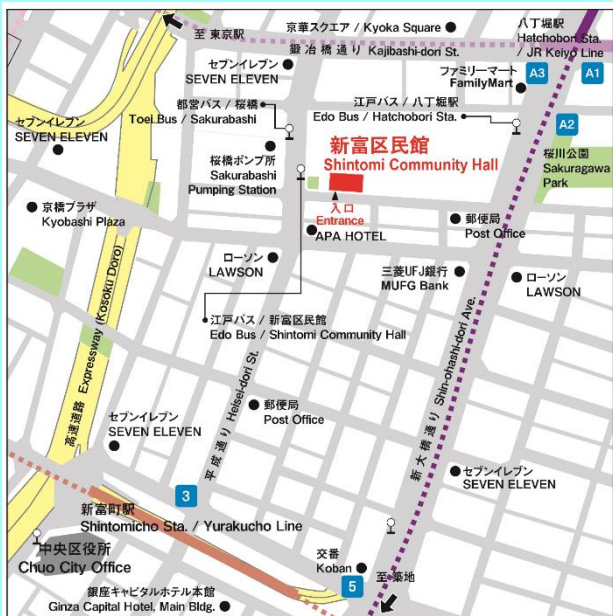 京華スクエア / Kyoka Square
至 東京駅
鍛冶橋通り Kajibashi-dori St.
八丁堀駅
Hatchobori Sta.
/ JR Keiyo Line
セブンイレブン
SEVEN ELEVEN
ファミリーマート
FamilyMart
A3
A1
都営バス / 桜橋
Toei Bus / Sakurabashi
江戸バス / 八丁堀駅
Edo Bus / Hatchobori Sta.
セブンイレブン
SEVEN ELEVEN
A2
新富区民館
Shintomi Community Hall
桜橋ポンプ所
Sakurabashi
Pumping Station
桜川公園
Sakuragawa
Park
入口
Entrance
京橋プラザ
Kyobashi Plaza
APA HOTEL
郵便局
Post Office
ローソン
LAWSON
三菱UFJ銀行
MUFG Bank
ローソン
LAWSON
江戸バス / 新富区民館
Edo Bus / Shintomi Community Hall
高速道路 Expressway (Kosoku Doro)
平成通り Heisei-dori St.
新大橋通り Shin-ohashi-dori Ave.
郵便局
Post Office
セブンイレブン
SEVEN ELEVEN
セブンイレブン
SEVEN ELEVEN
3
新富町駅
Shintomicho Sta. / Yurakucho Line
中央区役所
Chuo City Office
交番
Koban
5
至 築地
銀座キャピタルホテル本館
Ginza Capital Hotel, Main Bldg.